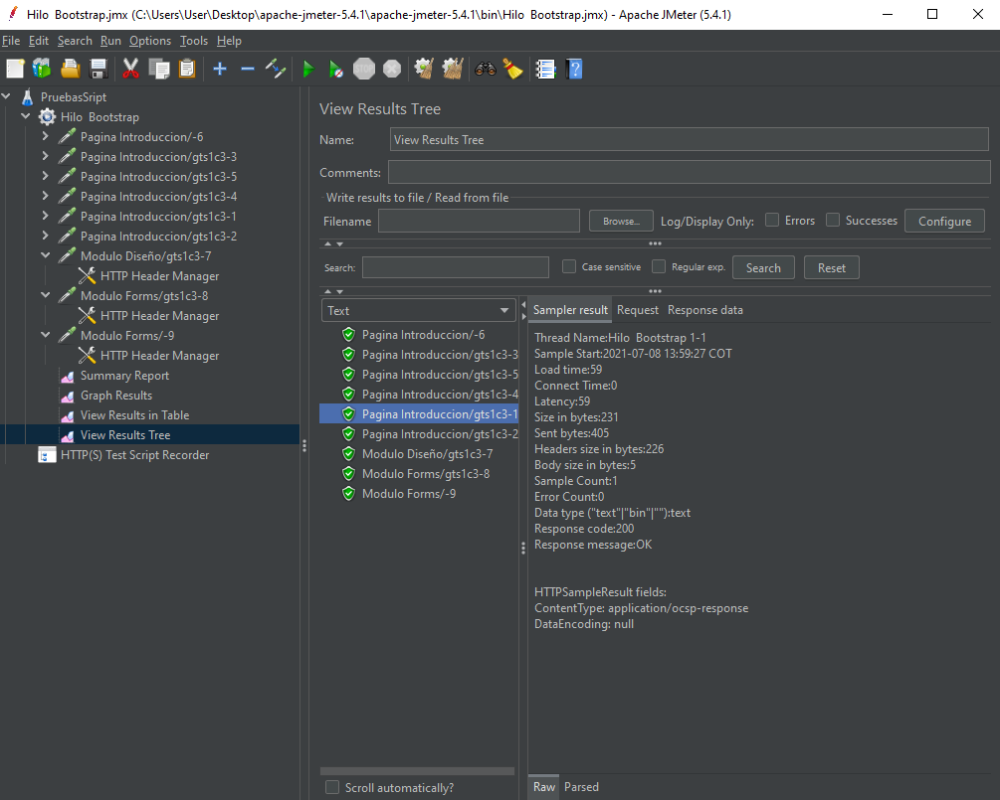 Hilo Bootstrap.jmx (C:\Users\User\Desktop\apache-jmeter-5.4.1\apache-jmeter-5.4.1\bin\Hilo Bootstrap.jmx) - Apache JMeter (5.4.1)
File Edit Search Run Options Tools Help
STOP
PruebasSript
Hilo Bootstrap
Pagina Introduccion/-6
Pagina Introduccion/gts1c3-3
Pagina Introduccion/gts1c3-5
Pagina Introduccion/gts1c3-4
Pagina Introduccion/gts1c3-1
Pagina Introduccion/gts1c3-2
Modulo Diseño/gts1c3-7
HTTP Header Manager
Modulo Forms/gts1c3-8
HTTP Header Manager
Modulo Forms/-9
HTTP Header Manager
Summary Report
Graph Results
View Results in Table
View Results Tree
HTTP(S) Test Script Recorder
View Results Tree
Name: View Results Tree
Comments:
Write results to file / Read from file
Filename Browse... Log/Display Only: Errors Successes Configure
Search: Case sensitive Regular exp. Search Reset
Text
Pagina Introduccion/-6
Pagina Introduccion/gts1c3-3
Pagina Introduccion/gts1c3-5
Pagina Introduccion/gts1c3-4
Pagina Introduccion/gts1c3-1
Pagina Introduccion/gts1c3-2
Modulo Diseño/gts1c3-7
Modulo Forms/gts1c3-8
Modulo Forms/-9
Scroll automatically?
Sampler result Request Response data
Thread Name:Hilo Bootstrap 1-1
Sample Start:2021-07-08 13:59:27 COT
Load time:59
Connect Time:0
Latency:59
Size in bytes:231
Sent bytes:405
Headers size in bytes:226
Body size in bytes:5
Sample Count:1
Error Count:0
Data type ("text"|"bin"|""):text
Response code:200
Response message:OK
HTTPSampleResult fields:
ContentType: application/ocsp-response
DataEncoding: null
Raw Parsed